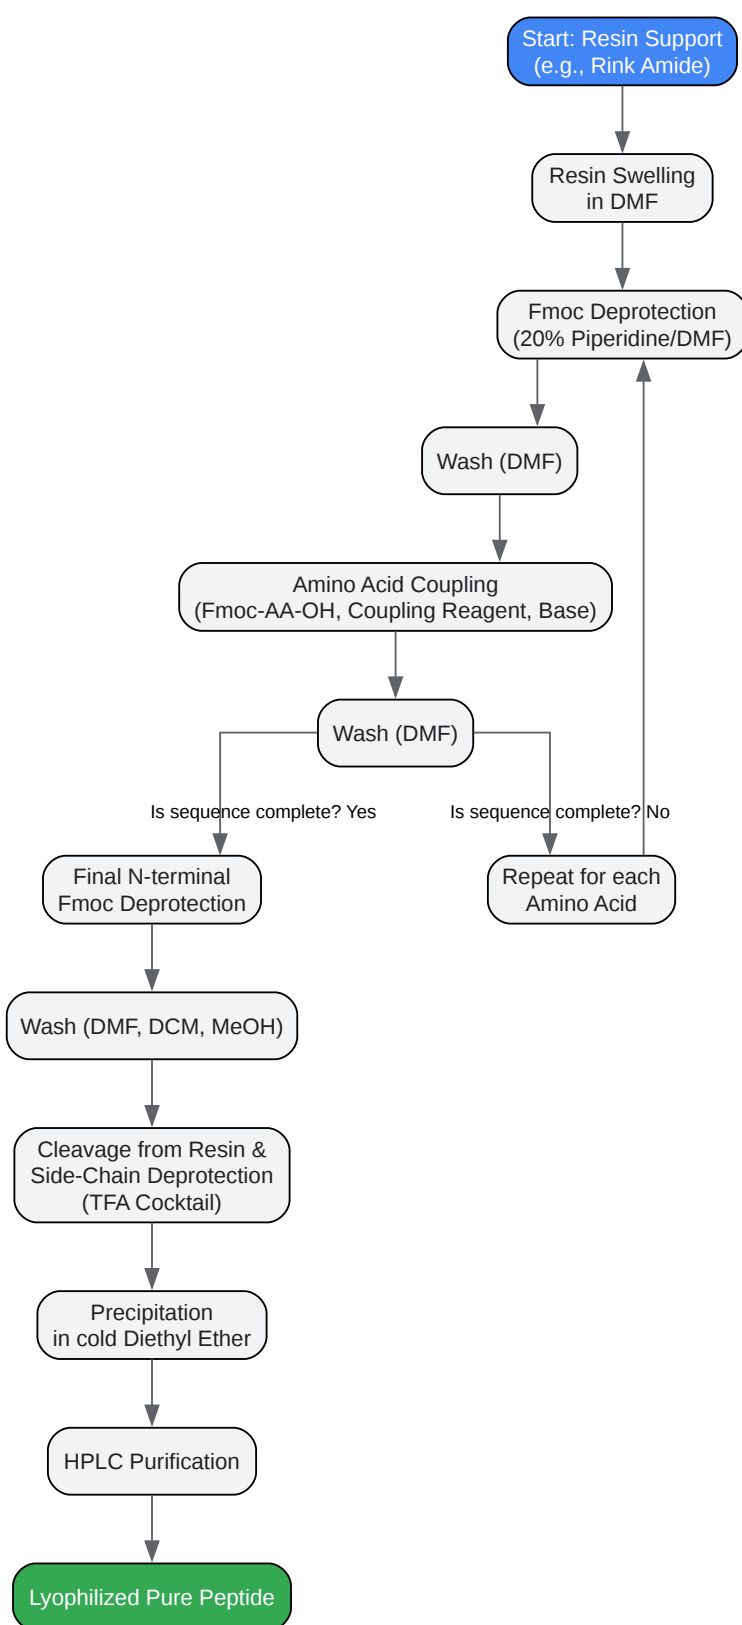 Start: Resin Support
(e.g., Rink Amide)
Resin Swelling
in DMF
Fmoc Deprotection
(20% Piperidine/DMF)
Wash (DMF)
Amino Acid Coupling
(Fmoc-AA-OH, Coupling Reagent, Base)
Wash (DMF)
Is sequence complete? Yes
Is sequence complete? No
Final N-terminal
Fmoc Deprotection
Repeat for each
Amino Acid
Wash (DMF, DCM, MeOH)
Cleavage from Resin &
Side-Chain Deprotection
(TFA Cocktail)
Precipitation
in cold Diethyl Ether
HPLC Purification
Lyophilized Pure Peptide